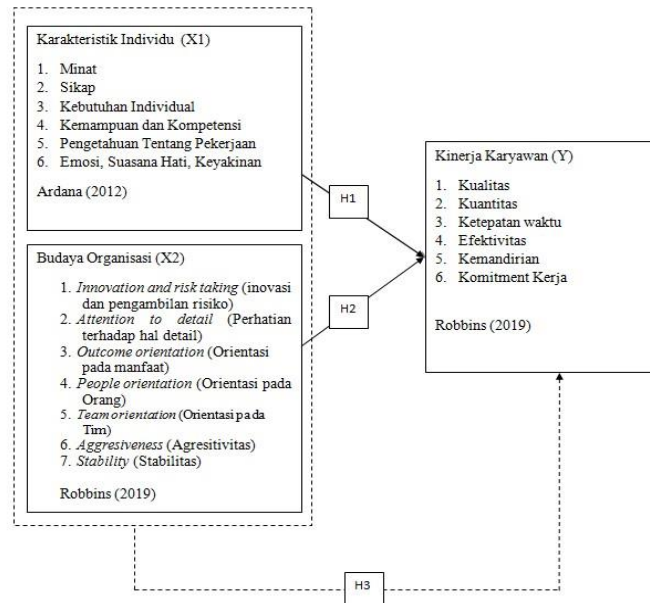 Karakteristik Individu (X1)
1. Minat
2. Sikap
3. Kebutuhan Individual
4. Kemampuan dan Kompetensi
5. Pengetahuan Tentang Pekerjaan
6. Emosi, Suasana Hati, Keyakinan
Ardana (2012)
H1
Budaya Organisasi (X2)
1. Innovation and risk taking (inovasi
dan pengambilan risiko)
2. Attention to detail (Perhatian
terhadap hal detail)
3. Outcome orientation (Orientasi
pada manfaat)
4. People orientation (Orientasi pada
Orang)
5. Team orientation (Orientasi pada
Tim)
6. Aggresiveness (Agresitivitas)
7. Stability (Stabilitas)
Robbins (2019)
H2
Kinerja Karyawan (Y)
1. Kualitas
2. Kuantitas
3. Ketepatan waktu
4. Efektivitas
5. Kemandirian
6. Komitment Kerja
Robbins (2019)
H3